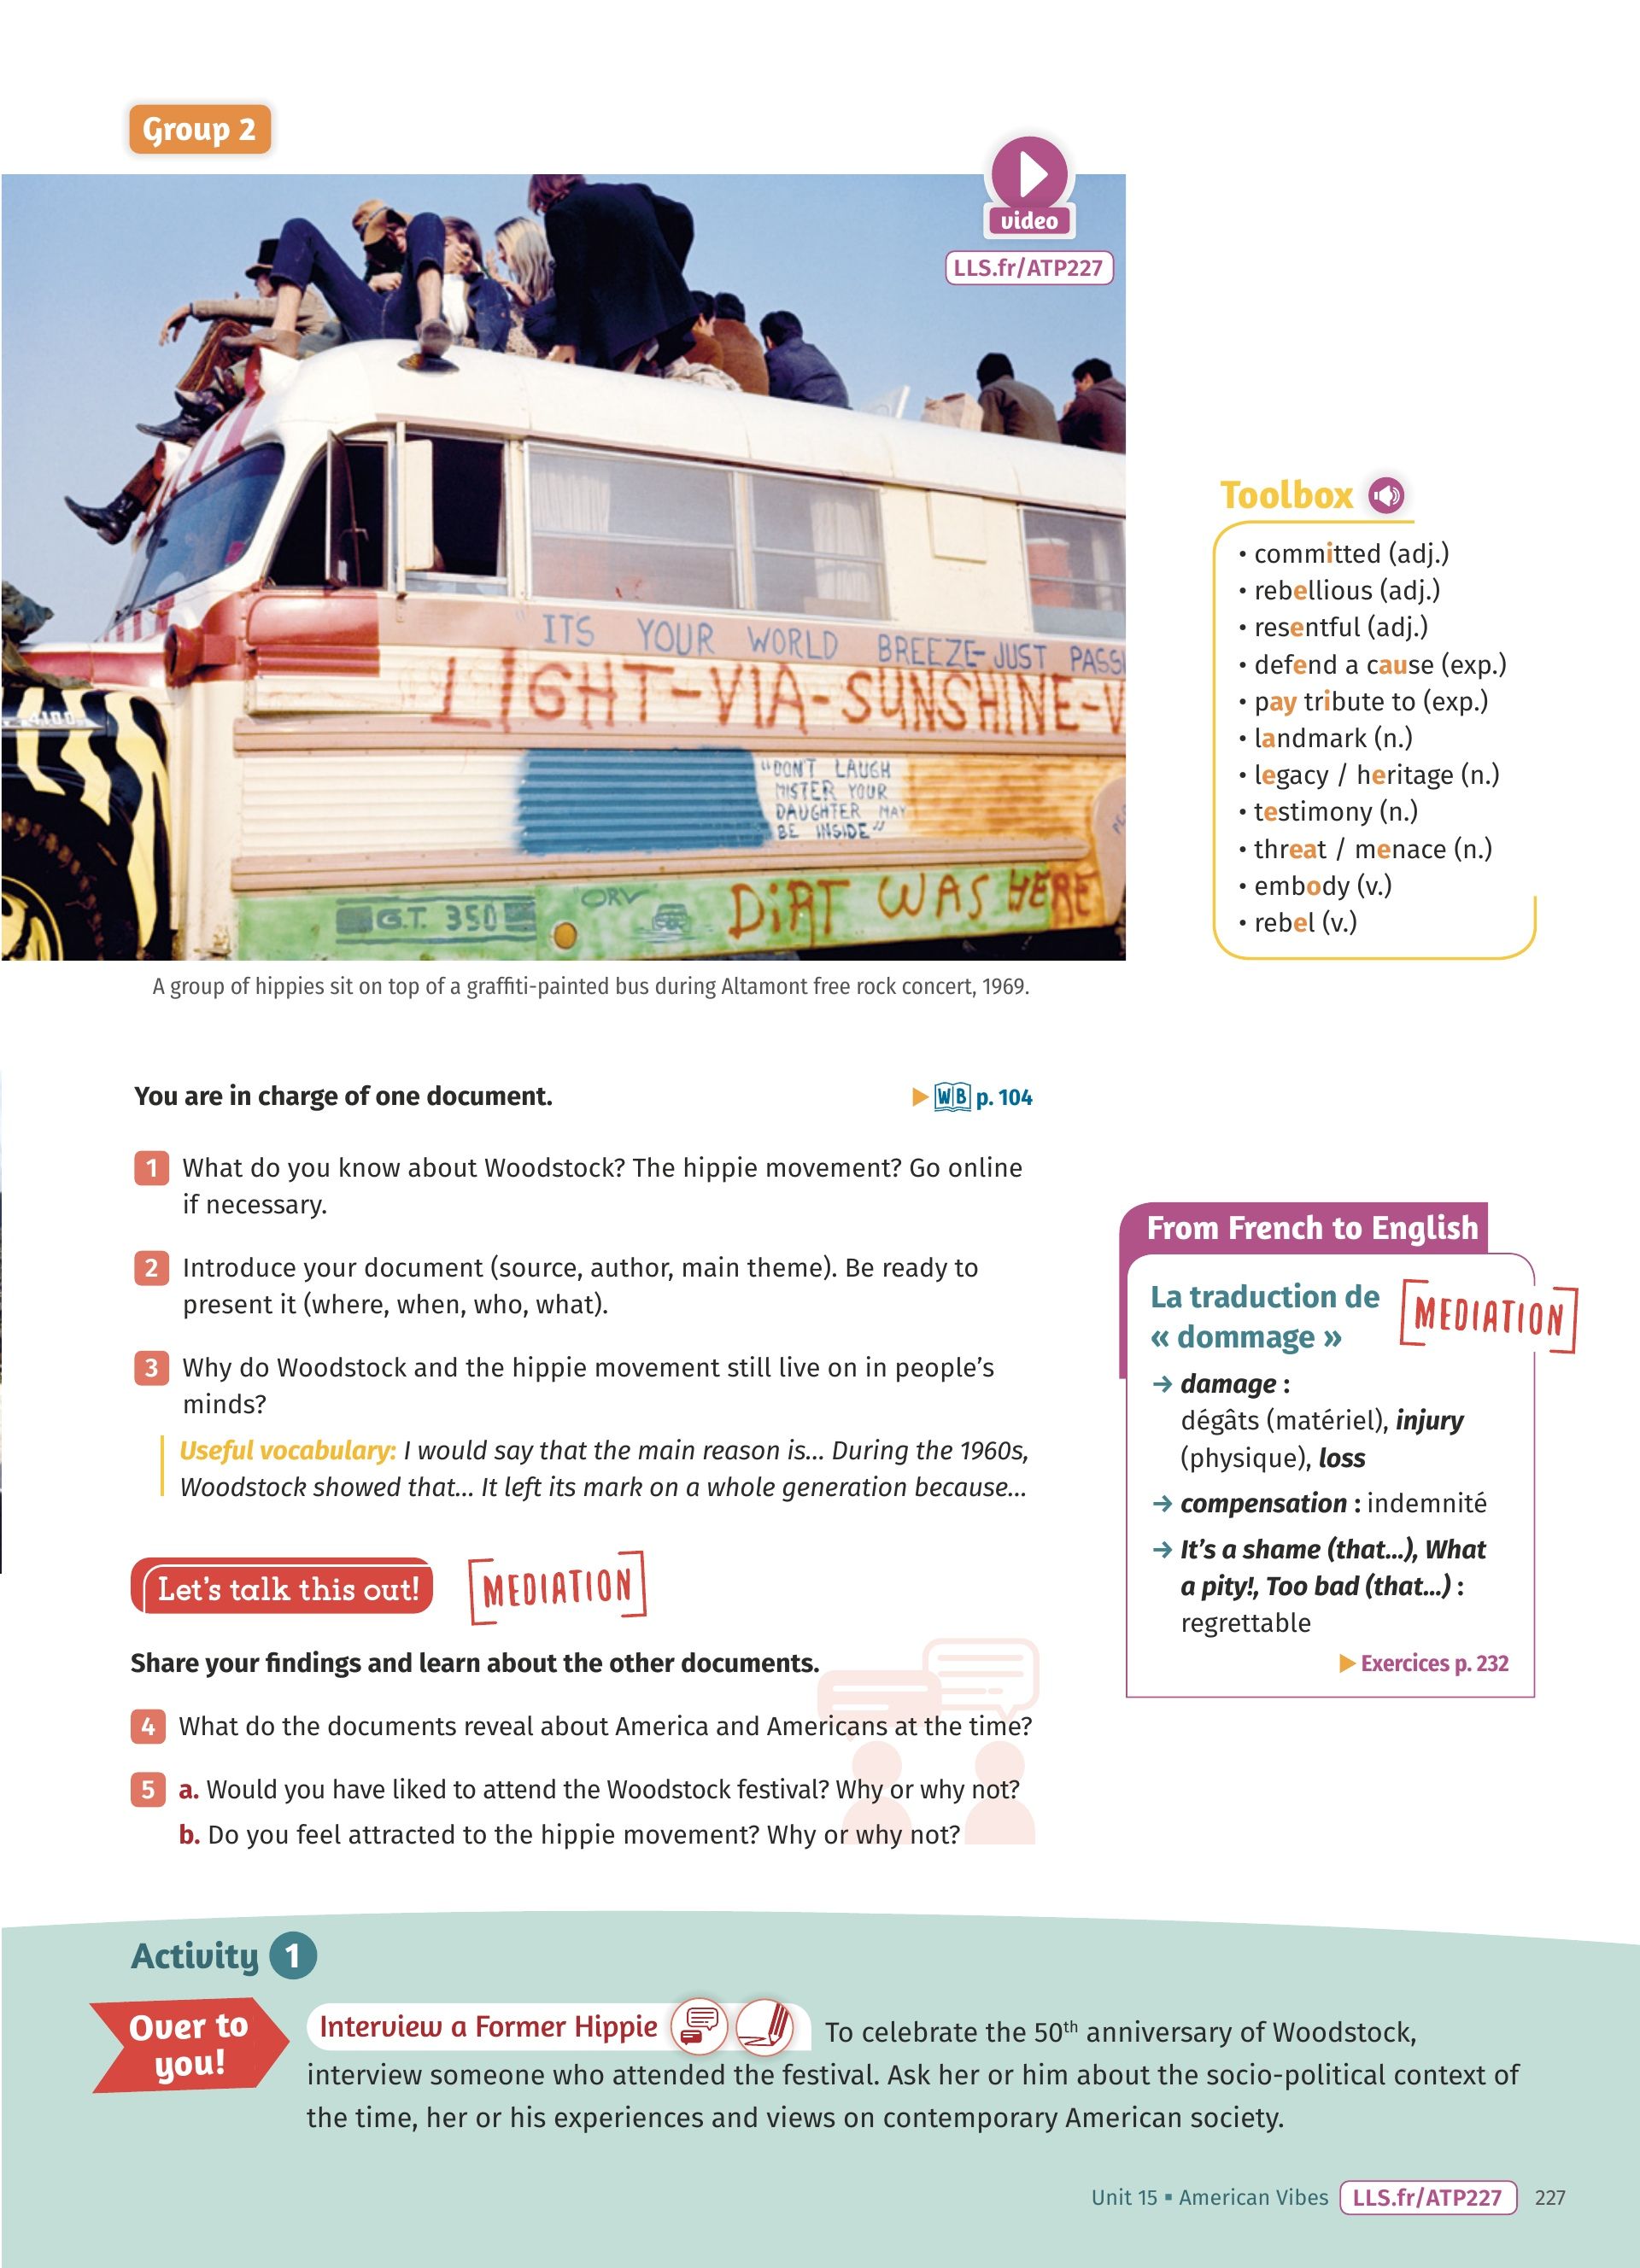 Group 2
video
LLS.fr/ATP227
ITS YOUR WORLD BREEZE-JUST
LIGHT-VIA-SUNSHINE-V
4100
"DON'T LAUGH
MISTER YOUR
DAUGHTER MAY
BE INSIDE"
G.T. 350
ORV
DiRT WAS HERE
A group of hippies sit on top of a graffiti-painted bus during Altamont free rock concert, 1969.
Toolbox
• committed (adj.)
• rebellious (adj.)
• resentful (adj.)
• defend a cause (exp.)
• pay tribute to (exp.)
• landmark (n.)
• legacy / heritage (n.)
• testimony (n.)
• threat / menace (n.)
• embody (v.)
• rebel (v.)
You are in charge of one document.
WB p. 104
1 What do you know about Woodstock? The hippie movement? Go online
if necessary.
2 Introduce your document (source, author, main theme). Be ready to
present it (where, when, who, what).
3 Why do Woodstock and the hippie movement still live on in people's
minds?
Useful vocabulary: I would say that the main reason is... During the 1960s,
Woodstock showed that... It left its mark on a whole generation because...
Let's talk this out!
MEDIATION
Share your findings and learn about the other documents.
4 What do the documents reveal about America and Americans at the time?
5 a. Would you have liked to attend the Woodstock festival? Why or why not?
b. Do you feel attracted to the hippie movement? Why or why not?
From French to English
La traduction de
« dommage »
MEDIATION
→ damage :
dégâts (matériel), injury
(physique), loss
→ compensation : indemnité
→ It's a shame (that...), What
a pity!, Too bad (that...) :
regrettable
Exercices p. 232
Activity 1
Over to
you!
Interview a Former Hippie
To celebrate the 50th anniversary of Woodstock,
interview someone who attended the festival. Ask her or him about the socio-political context of
the time, her or his experiences and views on contemporary American society.
Unit 15 ▪ American Vibes LLS.fr/ATP227 227